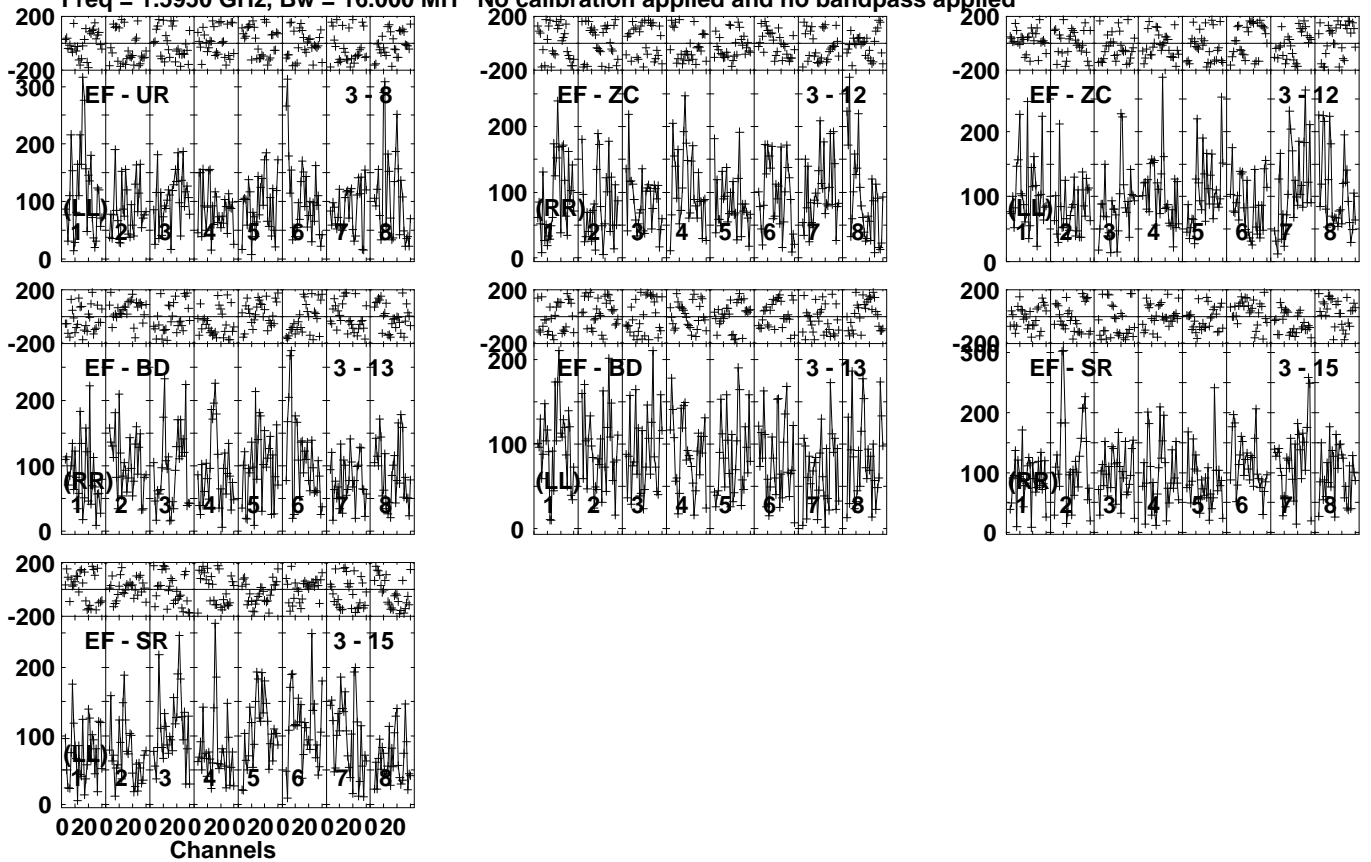 Freq = 1.5950 GHz, Bw = 16.000 MH No calibration applied and no bandpass applied
200
-200
300
200
100
0
EF - UR 3 - 8
(LL)
1 2 3 4 5 6 7 8
200
-200
200
100
0
EF - ZC 3 - 12
(RR)
1 2 3 4 5 6 7 8
200
-200
200
100
0
EF - ZC 3 - 12
(LL)
1 2 3 4 5 6 7 8
200
-200
200
100
0
EF - BD 3 - 13
(RR)
1 2 3 4 5 6 7 8
200
-200
200
100
0
EF - BD 3 - 13
(LL)
1 2 3 4 5 6 7 8
200
-200
300
200
100
0
EF - SR 3 - 15
(RR)
1 2 3 4 5 6 7 8
200
-200
200
100
0
EF - SR 3 - 15
(LL)
1 2 3 4 5 6 7 8
0 20 0 20 0 20 0 20 0 20 0 20 0 20 0 20
Channels